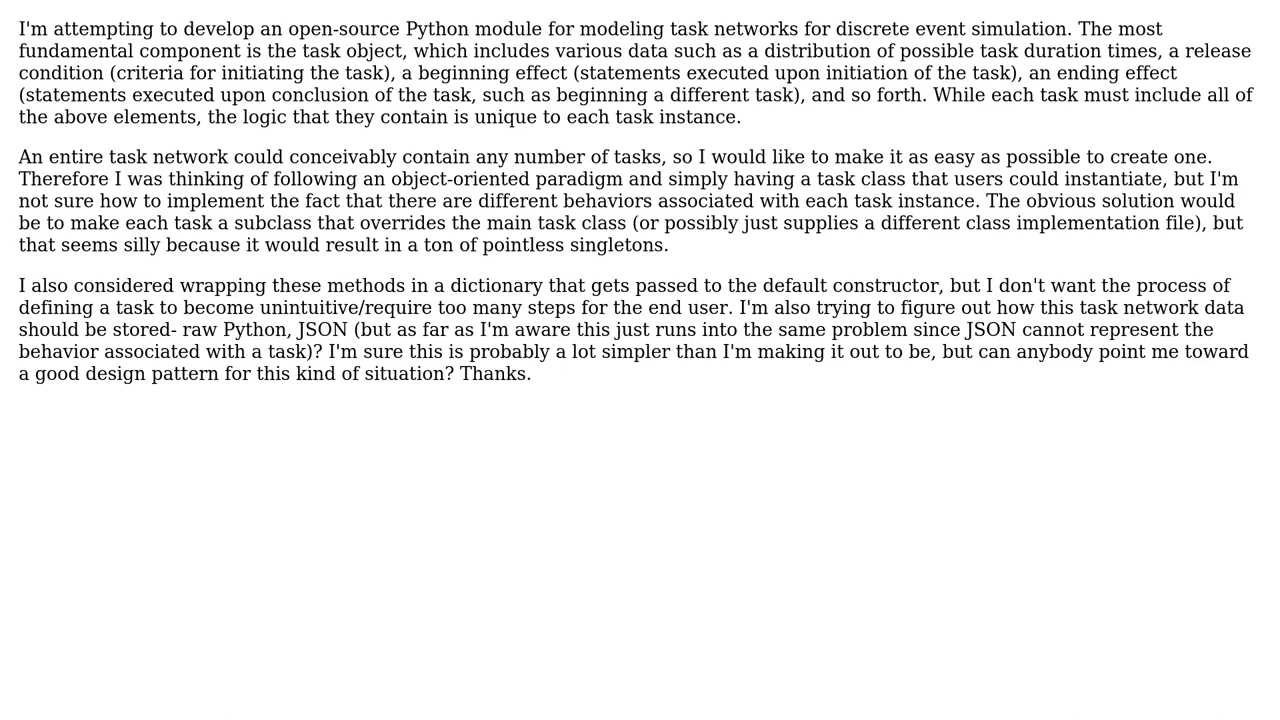 I'm attempting to develop an open-source Python module for modeling task networks for discrete event simulation. The most
fundamental component is the task object, which includes various data such as a distribution of possible task duration times, a release
condition (criteria for initiating the task), a beginning effect (statements executed upon initiation of the task), an ending effect
(statements executed upon conclusion of the task, such as beginning a different task), and so forth. While each task must include all of
the above elements, the logic that they contain is unique to each task instance.
An entire task network could conceivably contain any number of tasks, so I would like to make it as easy as possible to create one.
Therefore I was thinking of following an object-oriented paradigm and simply having a task class that users could instantiate, but I'm
not sure how to implement the fact that there are different behaviors associated with each task instance. The obvious solution would
be to make each task a subclass that overrides the main task class (or possibly just supplies a different class implementation file), but
that seems silly because it would result in a ton of pointless singletons.
I also considered wrapping these methods in a dictionary that gets passed to the default constructor, but I don't want the process of
defining a task to become unintuitive/require too many steps for the end user. I'm also trying to figure out how this task network data
should be stored- raw Python, JSON (but as far as I'm aware this just runs into the same problem since JSON cannot represent the
behavior associated with a task)? I'm sure this is probably a lot simpler than I'm making it out to be, but can anybody point me toward
a good design pattern for this kind of situation? Thanks.